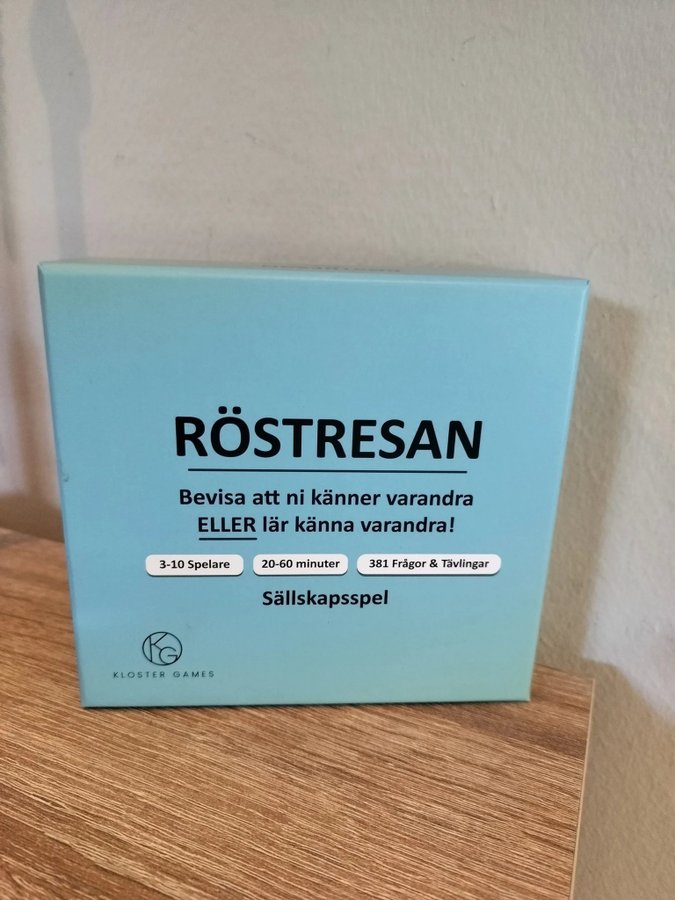 RÖSTRESAN
Bevisa att ni känner varandra
ELLER lär känna varandra!
3-10 Spelare
20-60 minuter
381 Frågor & Tävlingar
Sällskapsspel
KG
KLOSTER GAMES